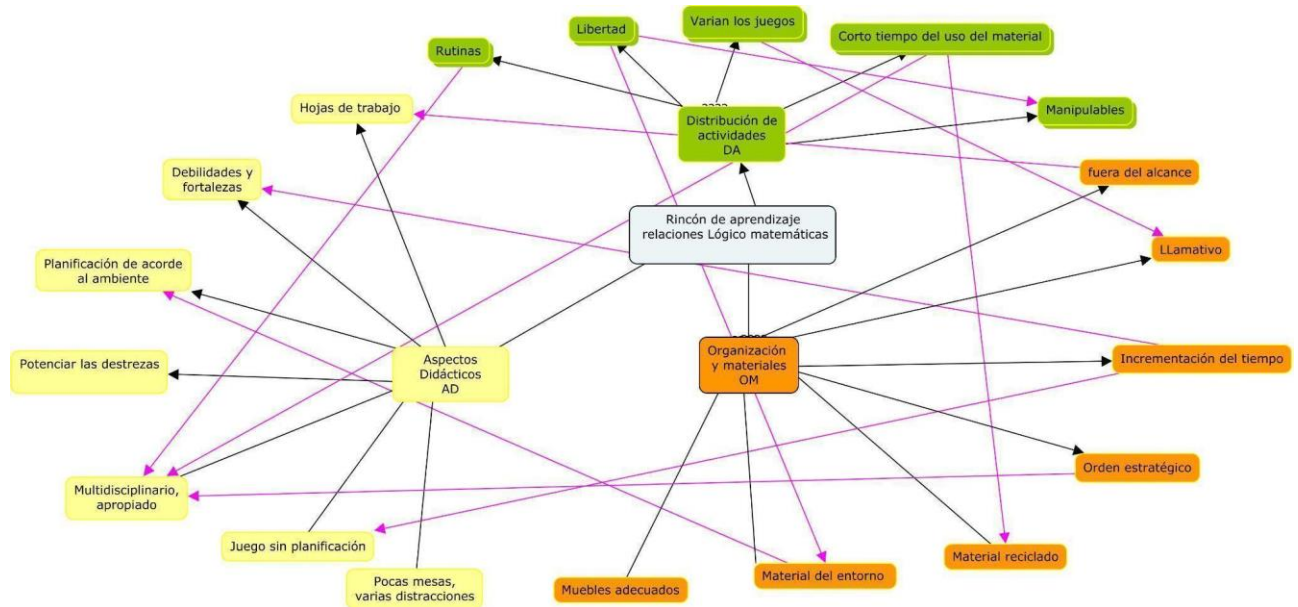 Varian los juegos
Libertad
Corto tiempo del uso del material
Rutinas
Hojas de trabajo
Distribución de
actividades
DA
Manipulables
Debilidades y
fortalezas
fuera del alcance
Rincón de aprendizaje
relaciones Lógico matemáticas
LLamativo
Planificación de acorde
al ambiente
Potenciar las destrezas
Aspectos
Didácticos
AD
Organización
y materiales
OM
Incrementación del tiempo
Multidisciplinario,
apropiado
Orden estratégico
Juego sin planificación
Material reciclado
Pocas mesas,
varias distracciones
Muebles adecuados
Material del entorno